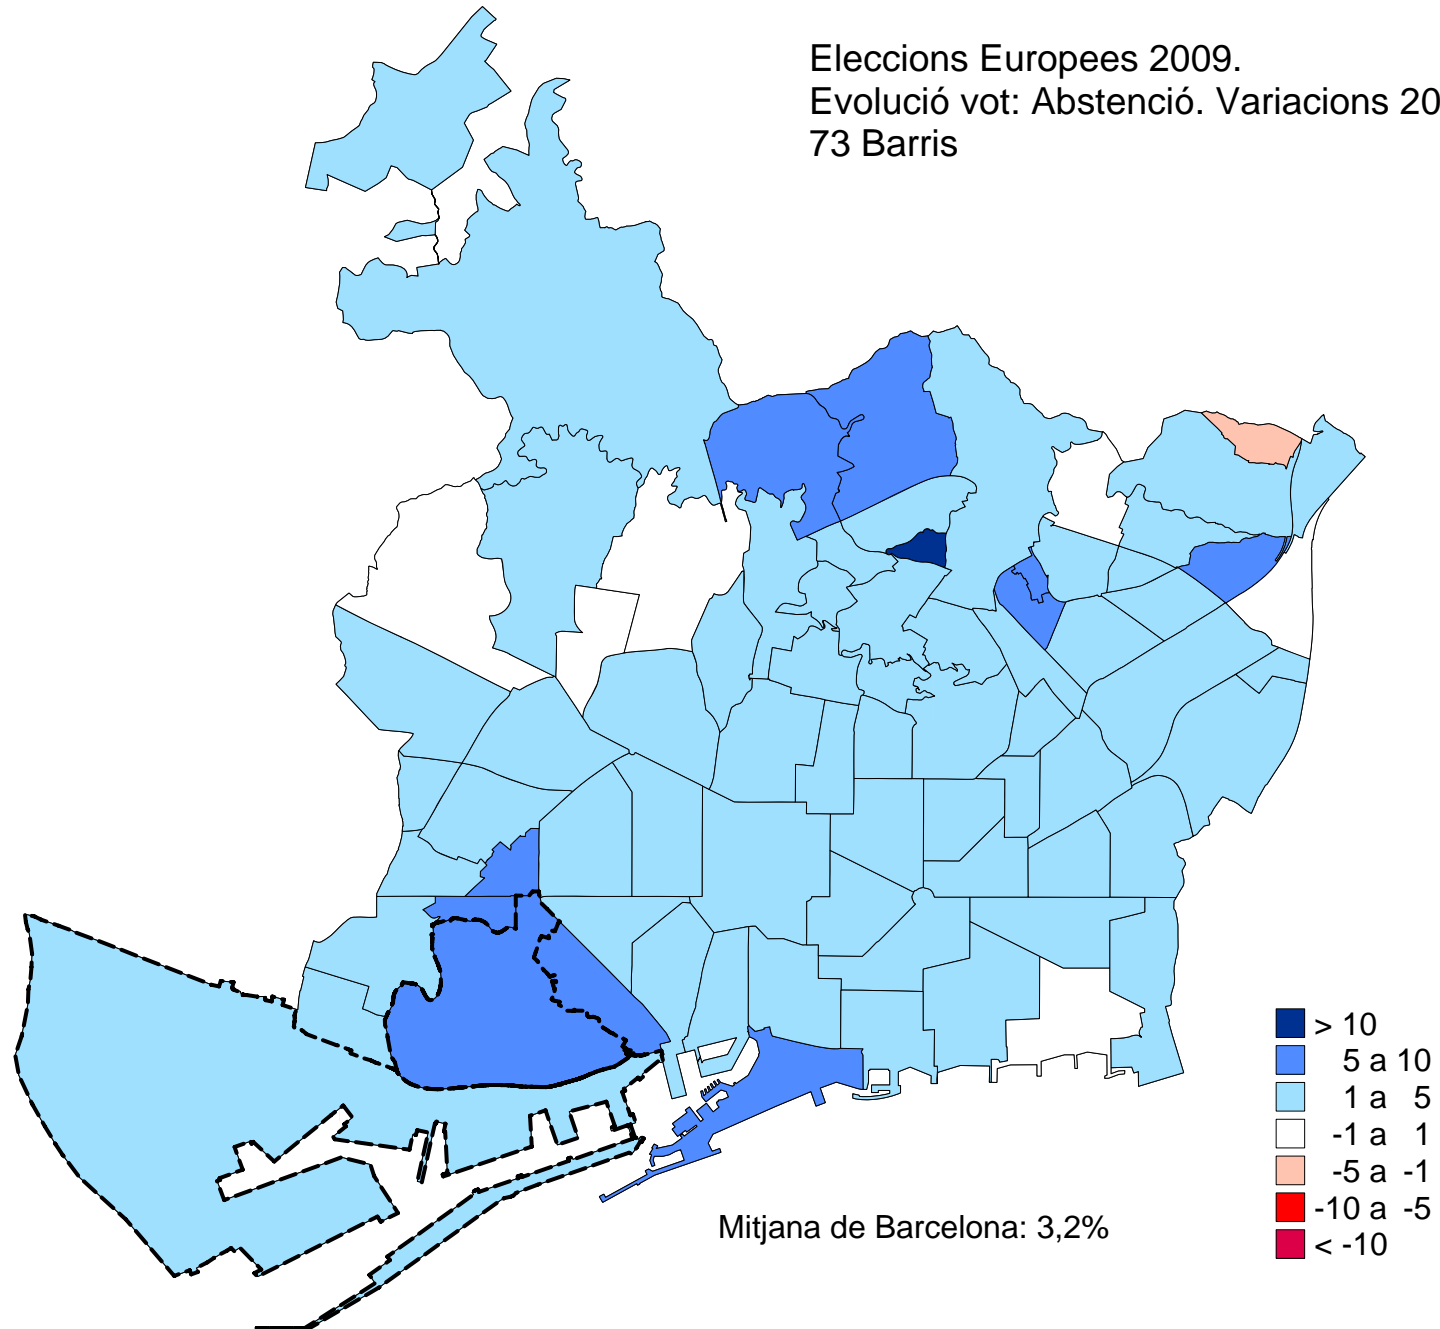 Eleccions Europees 2009.
Evolució vot: Abstenció. Variacions 20
73 Barris
> 10
5 a 10
1 a 5
-1 a 1
-5 a -1
-10 a -5
< -10
Mitjana de Barcelona: 3,2%